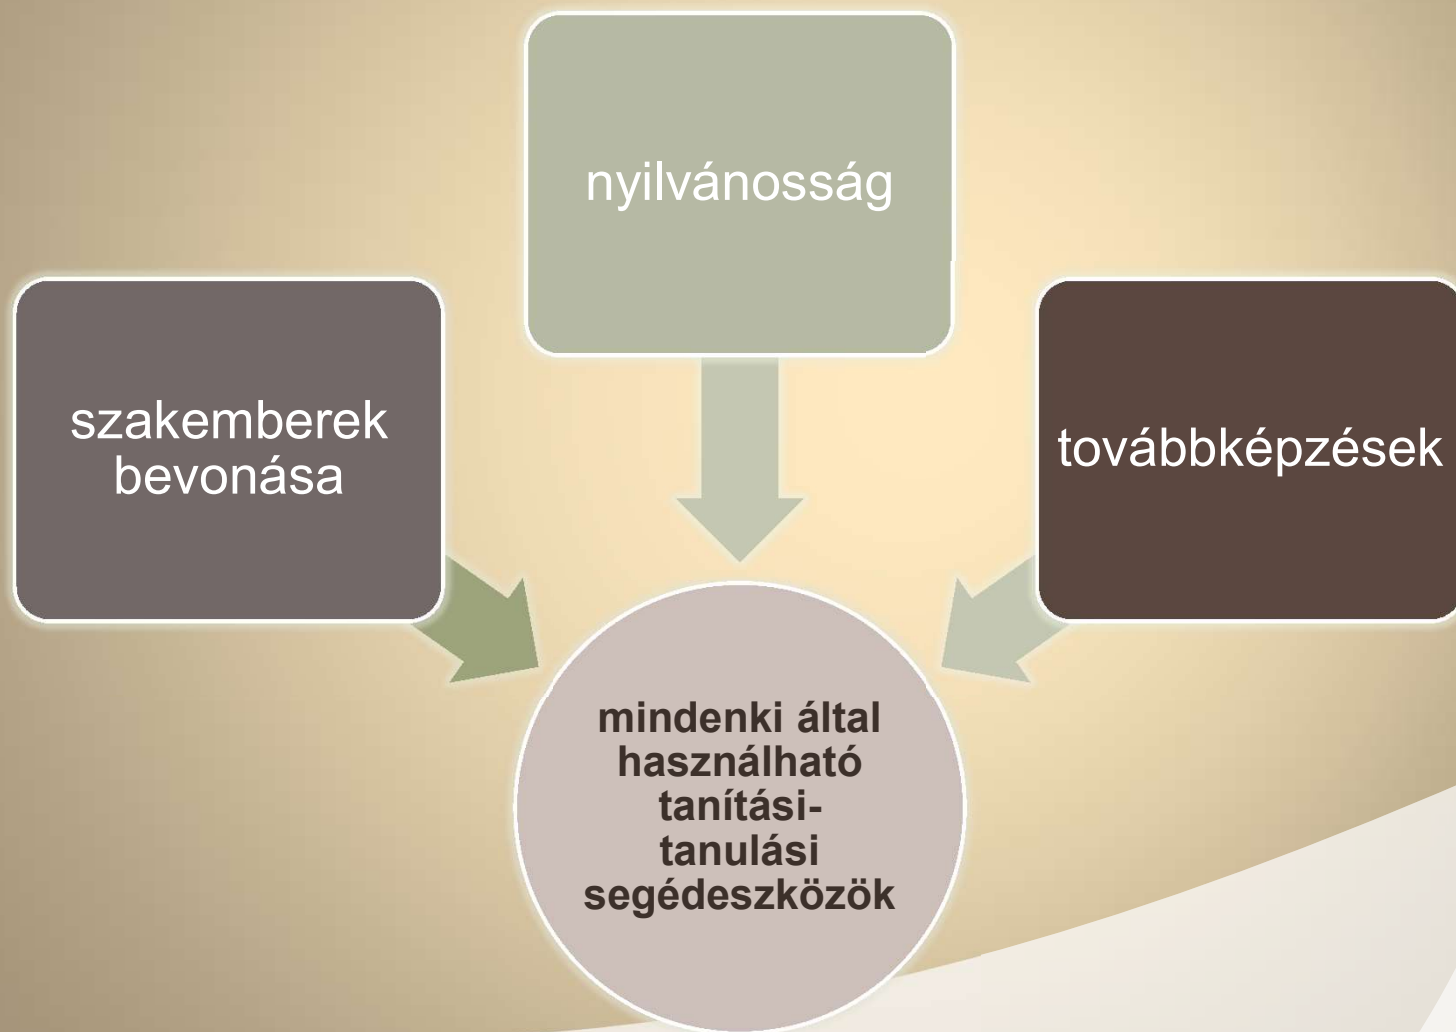 nyilvánosság
szakemberek
bevonása
továbbképzések
mindenki által
használható
tanítási-
tanulási
segédeszközök